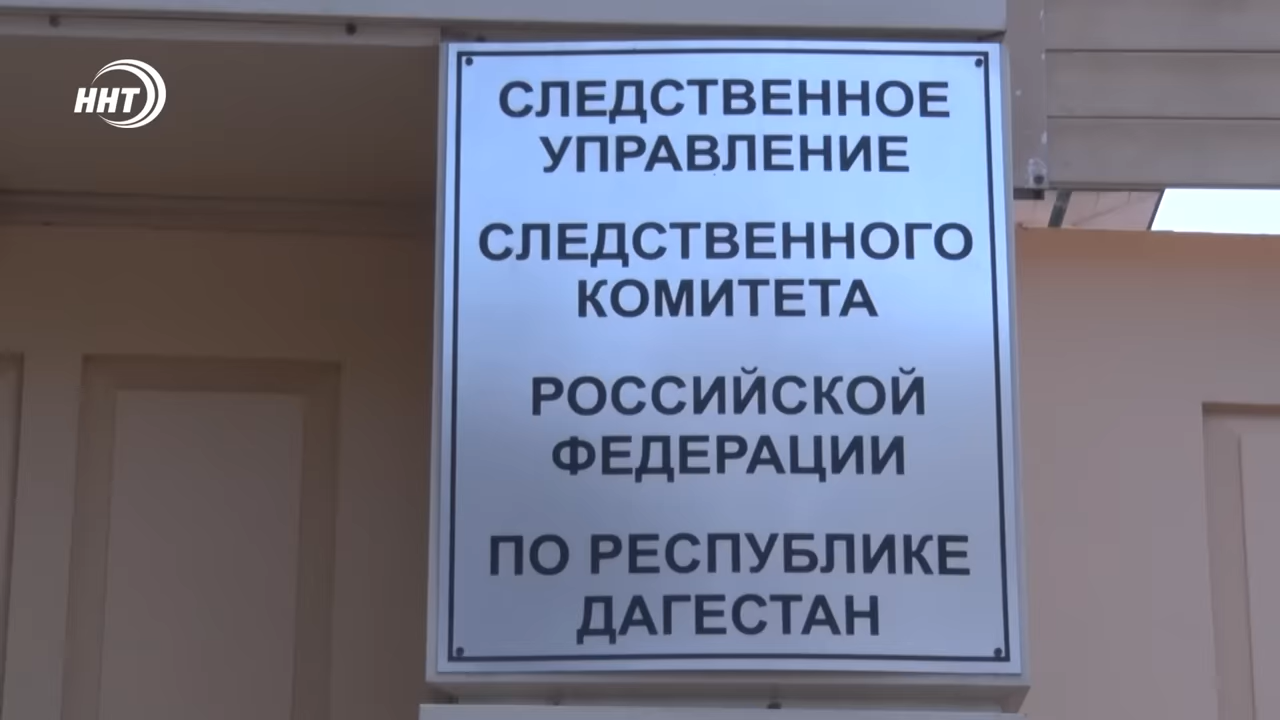 ННТ
СЛЕДСТВЕННОЕ
УПРАВЛЕНИЕ
СЛЕДСТВЕННОГО
КОМИТЕТА
РОССИЙСКОЙ
ФЕДЕРАЦИИ
ПО РЕСПУБЛИКЕ
ДАГЕСТАН